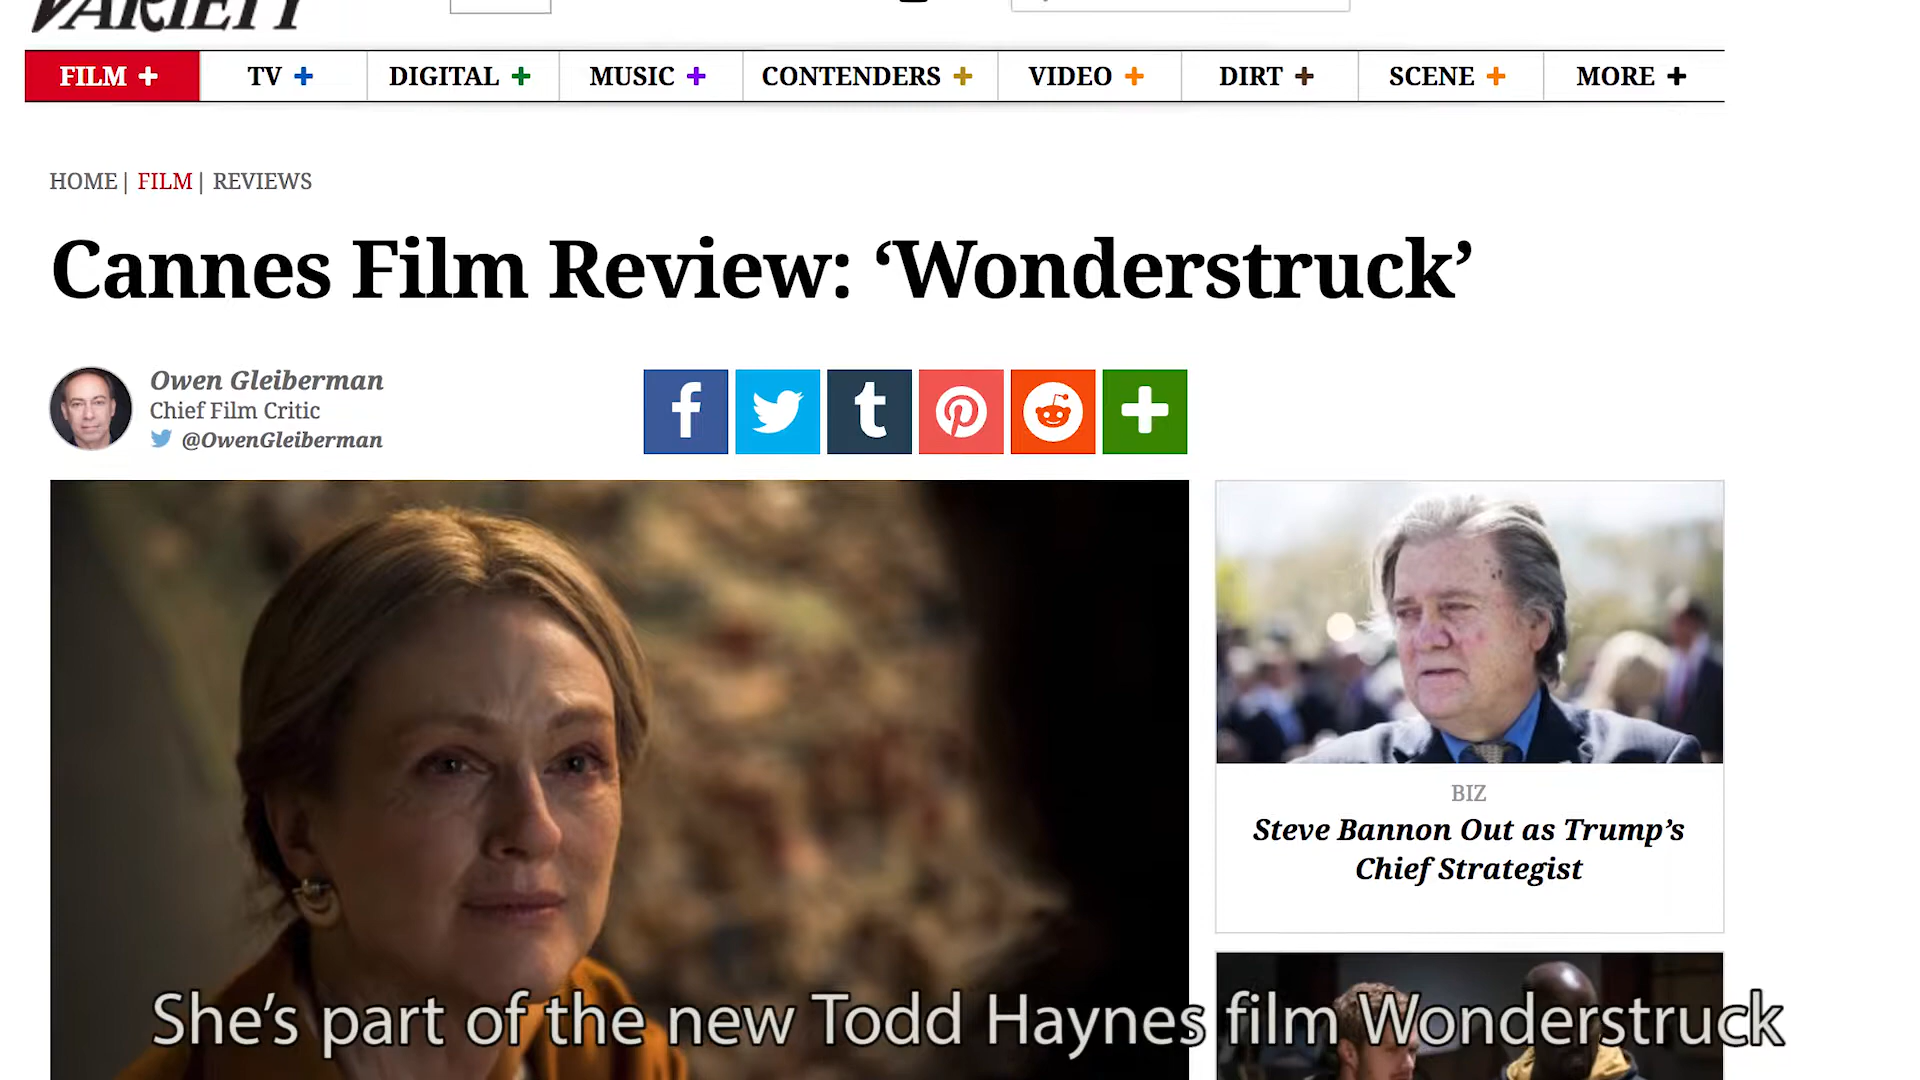 VARIETY
FILM + TV + DIGITAL + MUSIC + CONTENDERS + VIDEO + DIRT + SCENE + MORE +
HOME | FILM | REVIEWS
Cannes Film Review: ‘Wonderstruck’
Owen Gleiberman
Chief Film Critic
@OwenGleiberman
BIZ
Steve Bannon Out as Trump’s
Chief Strategist
She’s part of the new Todd Haynes film Wonderstruck